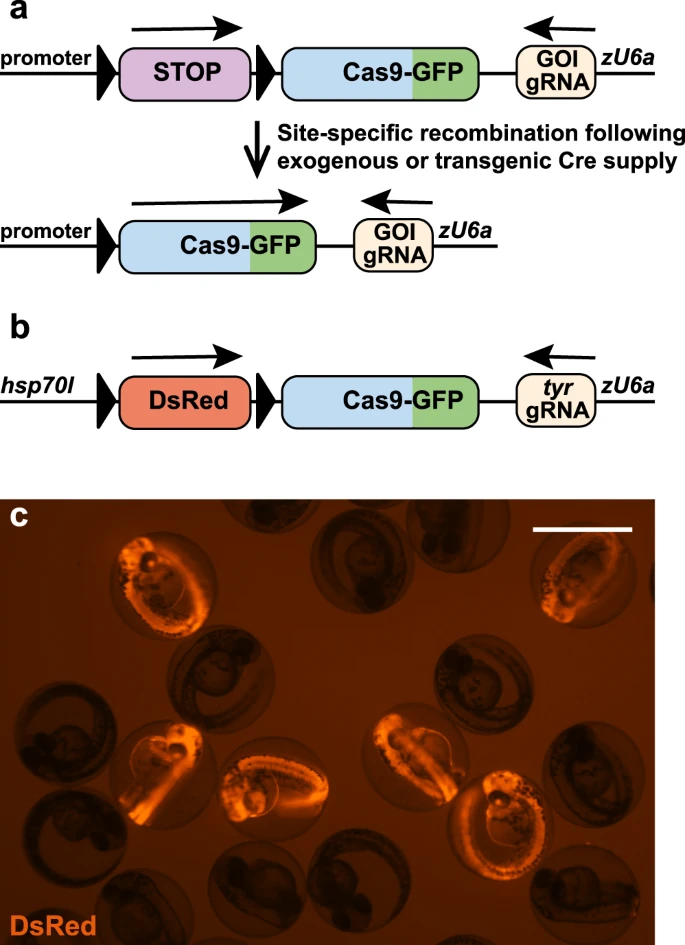 a
promoter STOP Cas9-GFP GOI gRNA zU6a
Site-specific recombination following
exogenous or transgenic Cre supply
promoter Cas9-GFP GOI gRNA zU6a
b
hsp70l DsRed Cas9-GFP tyr gRNA zU6a
c
DsRed